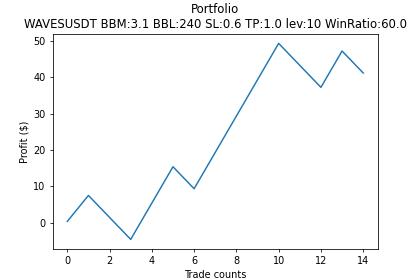 Portfolio
WAVESUSDT BBM:3.1 BBL:240 SL:0.6 TP:1.0 lev:10 WinRatio:60.0
50
40
30
20
10
0
Profit ($)
0 2 4 6 8 10 12 14
Trade counts